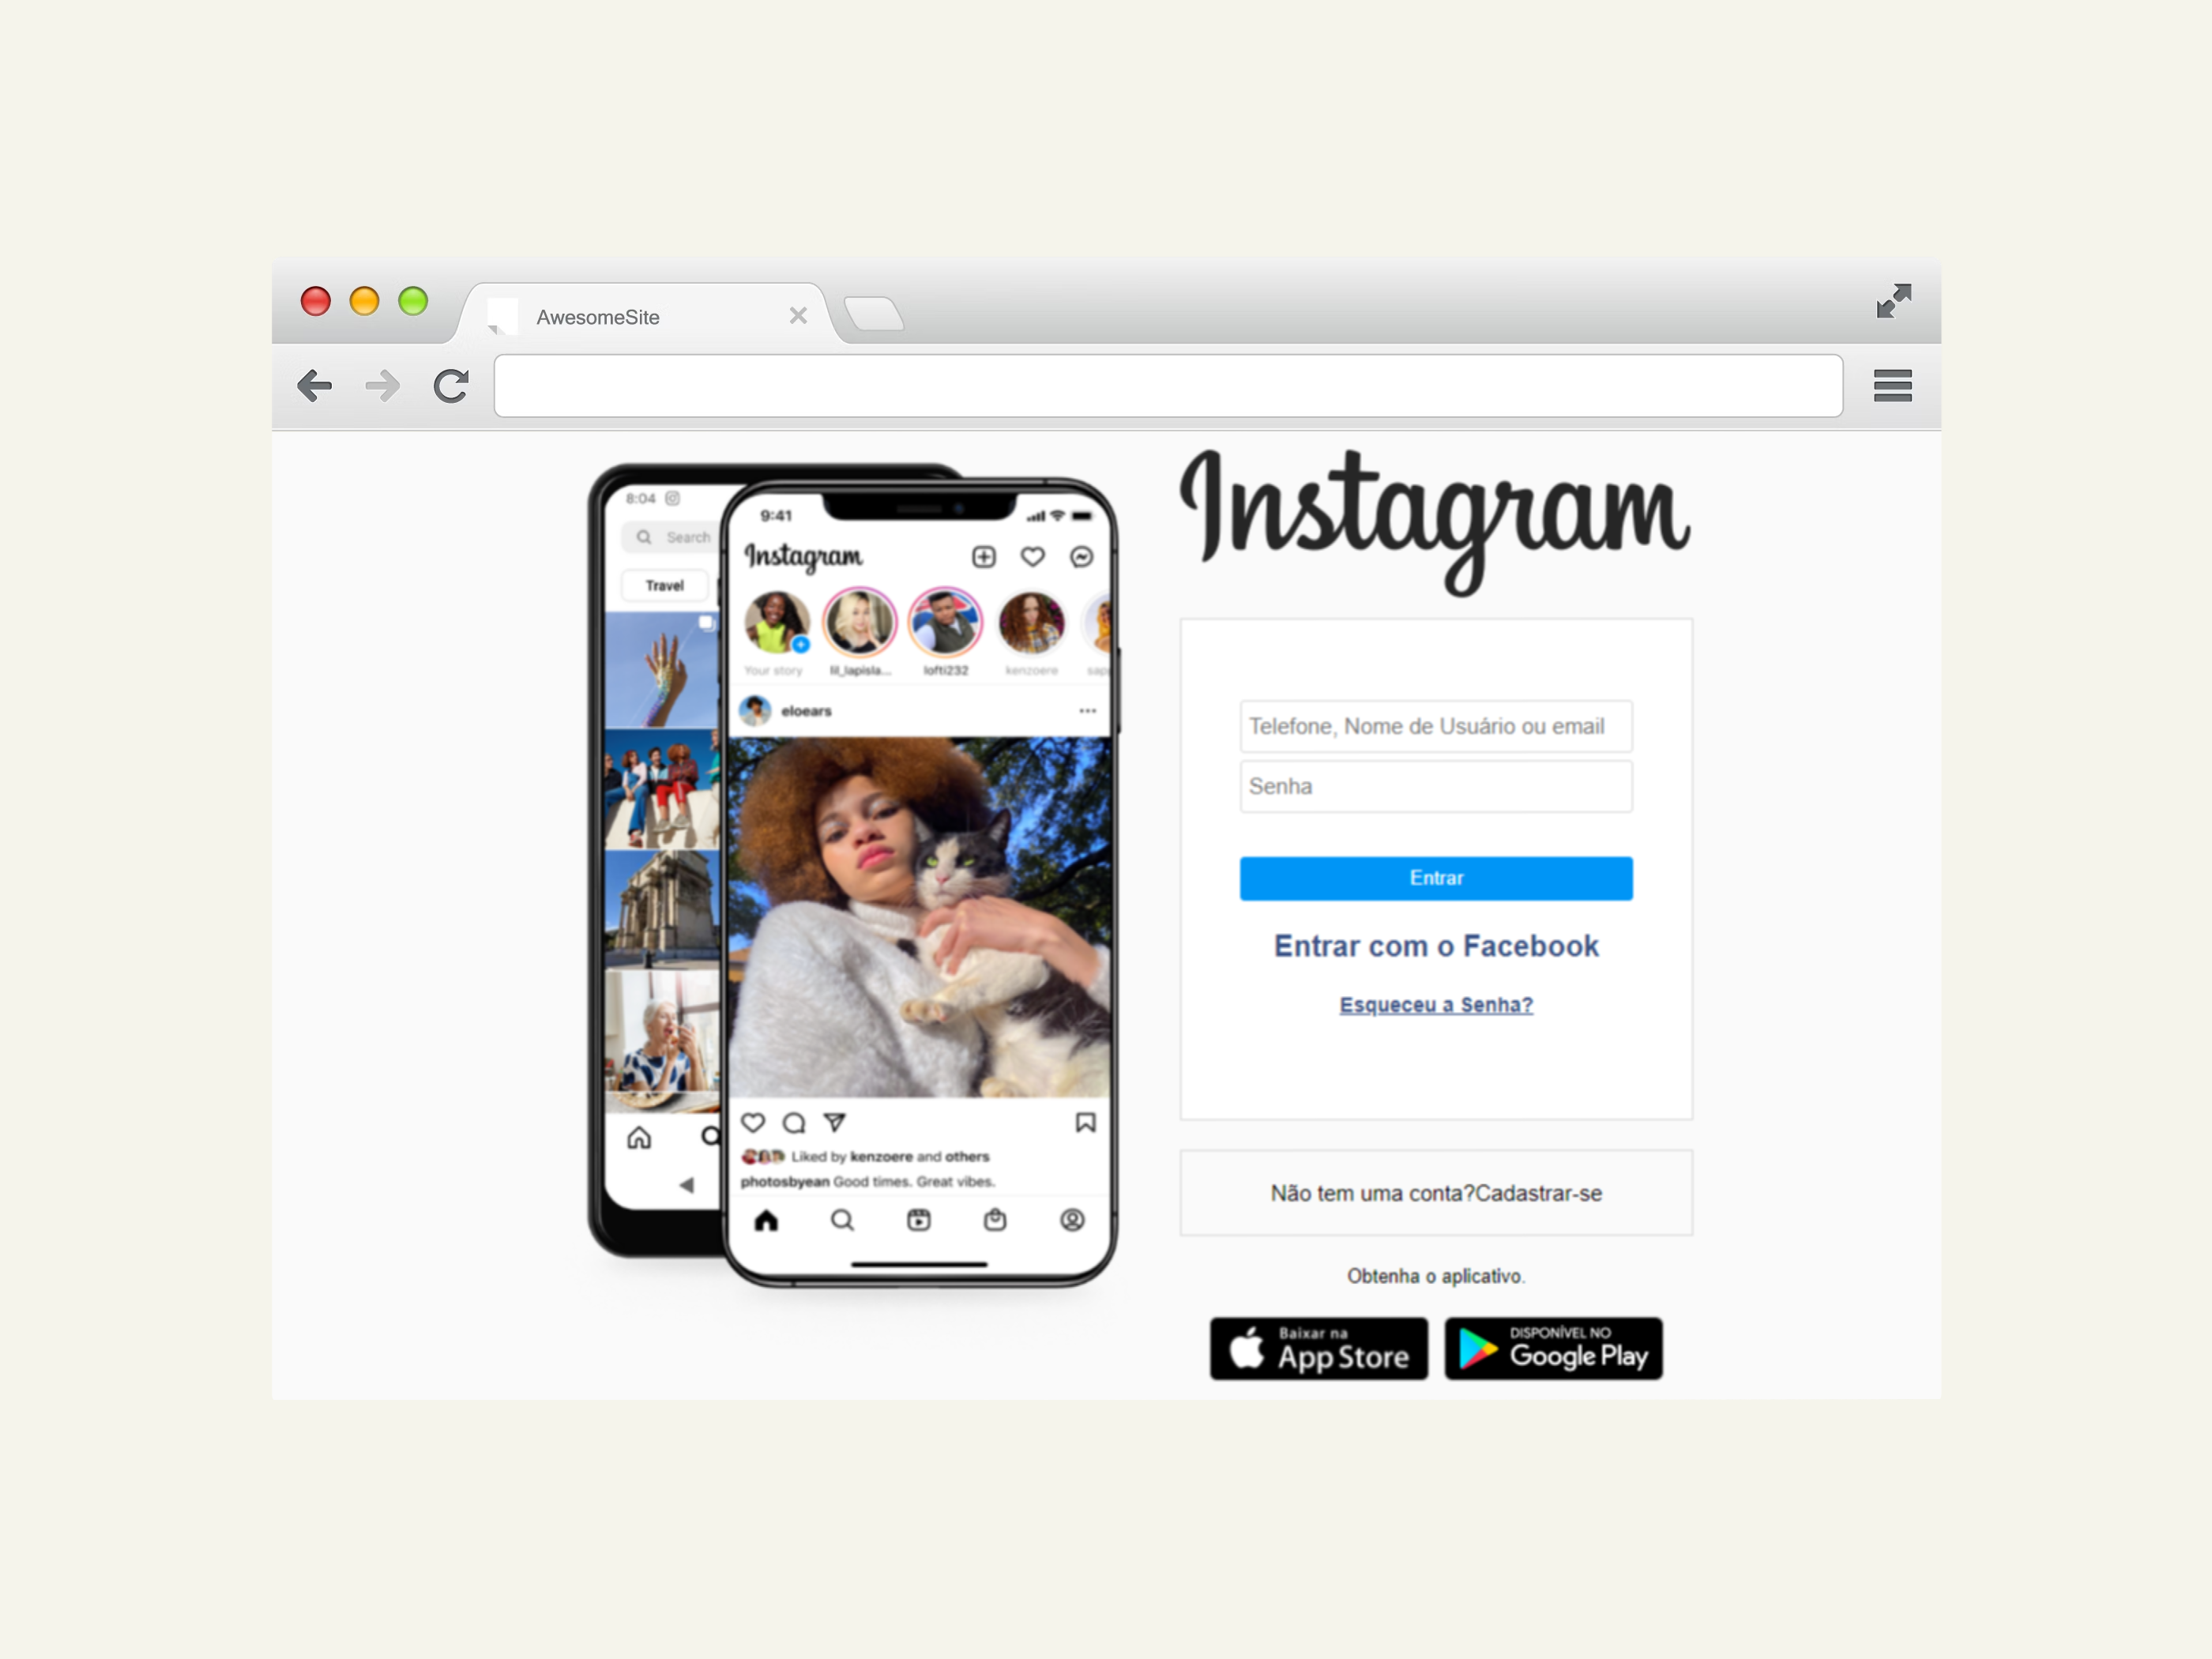 AwesomeSite
8:04
Search
Travel
9:41
Instagram
Your story
lil_lapisla...
lofti232
kenzoere
sap
eloears
Liked by kenzoere and others
photosbyean Good times. Great vibes.
Instagram
Telefone, Nome de Usuário ou email
Senha
Entrar
Entrar com o Facebook
Esqueceu a Senha?
Não tem uma conta?Cadastrar-se
Obtenha o aplicativo.
Baixar na
App Store
DISPONÍVEL NO
Google Play